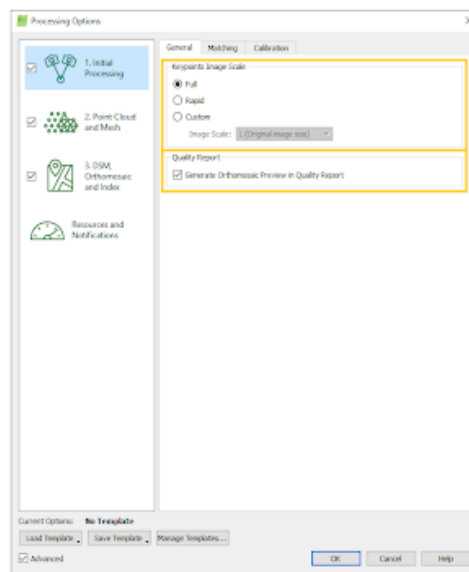 Processing Options
1. Initial
Processing
2. Point Cloud
and Mesh
3. DSM,
Orthomosaic
and Index
Resources and
Notifications
General Matching Calibration
Keypoints Image Scale
Full
Rapid
Custom
Image Scale: 1 (Original image size)
Quality Report
Generate Orthomosaic Preview in Quality Report
Current Options: No Template
Load Template Save Template Manage Templates...
Advanced
OK Cancel Help